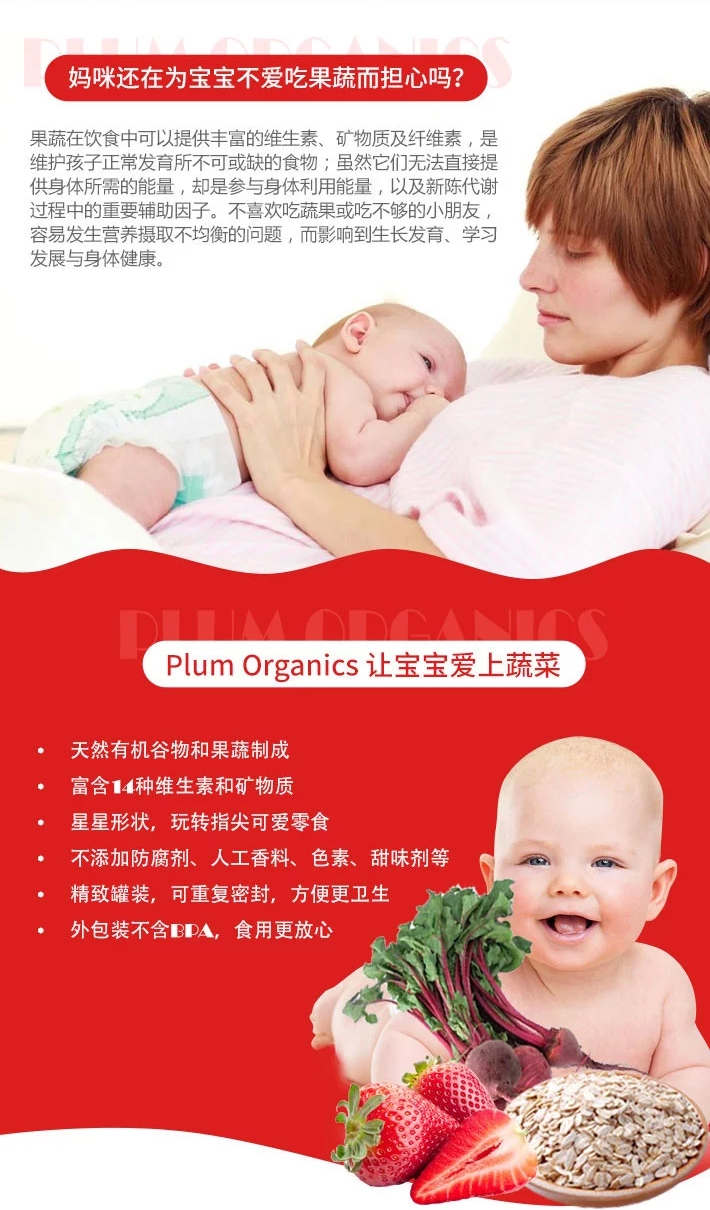 PLUM ORGANICS
妈咪还在为宝宝不爱吃果蔬而担心吗?
果蔬在饮食中可以提供丰富的维生素、矿物质及纤维素，是
维护孩子正常发育所不可或缺的食物；虽然它们无法直接提
供身体所需的能量，却是参与身体利用能量，以及新陈代谢
过程中的重要辅助因子。不喜欢吃蔬果或吃不够的小朋友，
容易发生营养摄取不均衡的问题，而影响到生长发育、学习
发展与身体健康。
PLUM ORGANICS
Plum Organics 让宝宝爱上蔬菜
• 天然有机谷物和果蔬制成
• 富含14种维生素和矿物质
• 星星形状，玩转指尖可爱零食
• 不添加防腐剂、人工香料、色素、甜味剂等
• 精致罐装，可重复密封，方便更卫生
• 外包装不含BPA，食用更放心